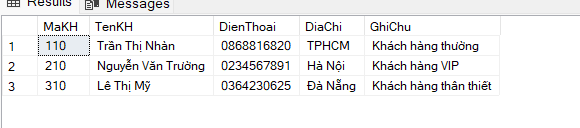 Results Messages
MaKH TenKH DienThoai DiaChi GhiChu
1 110 Trần Thị Nhàn 0868816820 TPHCM Khách hàng thường
2 210 Nguyễn Văn Trường 0234567891 Hà Nội Khách hàng VIP
3 310 Lê Thị Mỹ 0364230625 Đà Nẵng Khách hàng thân thiết